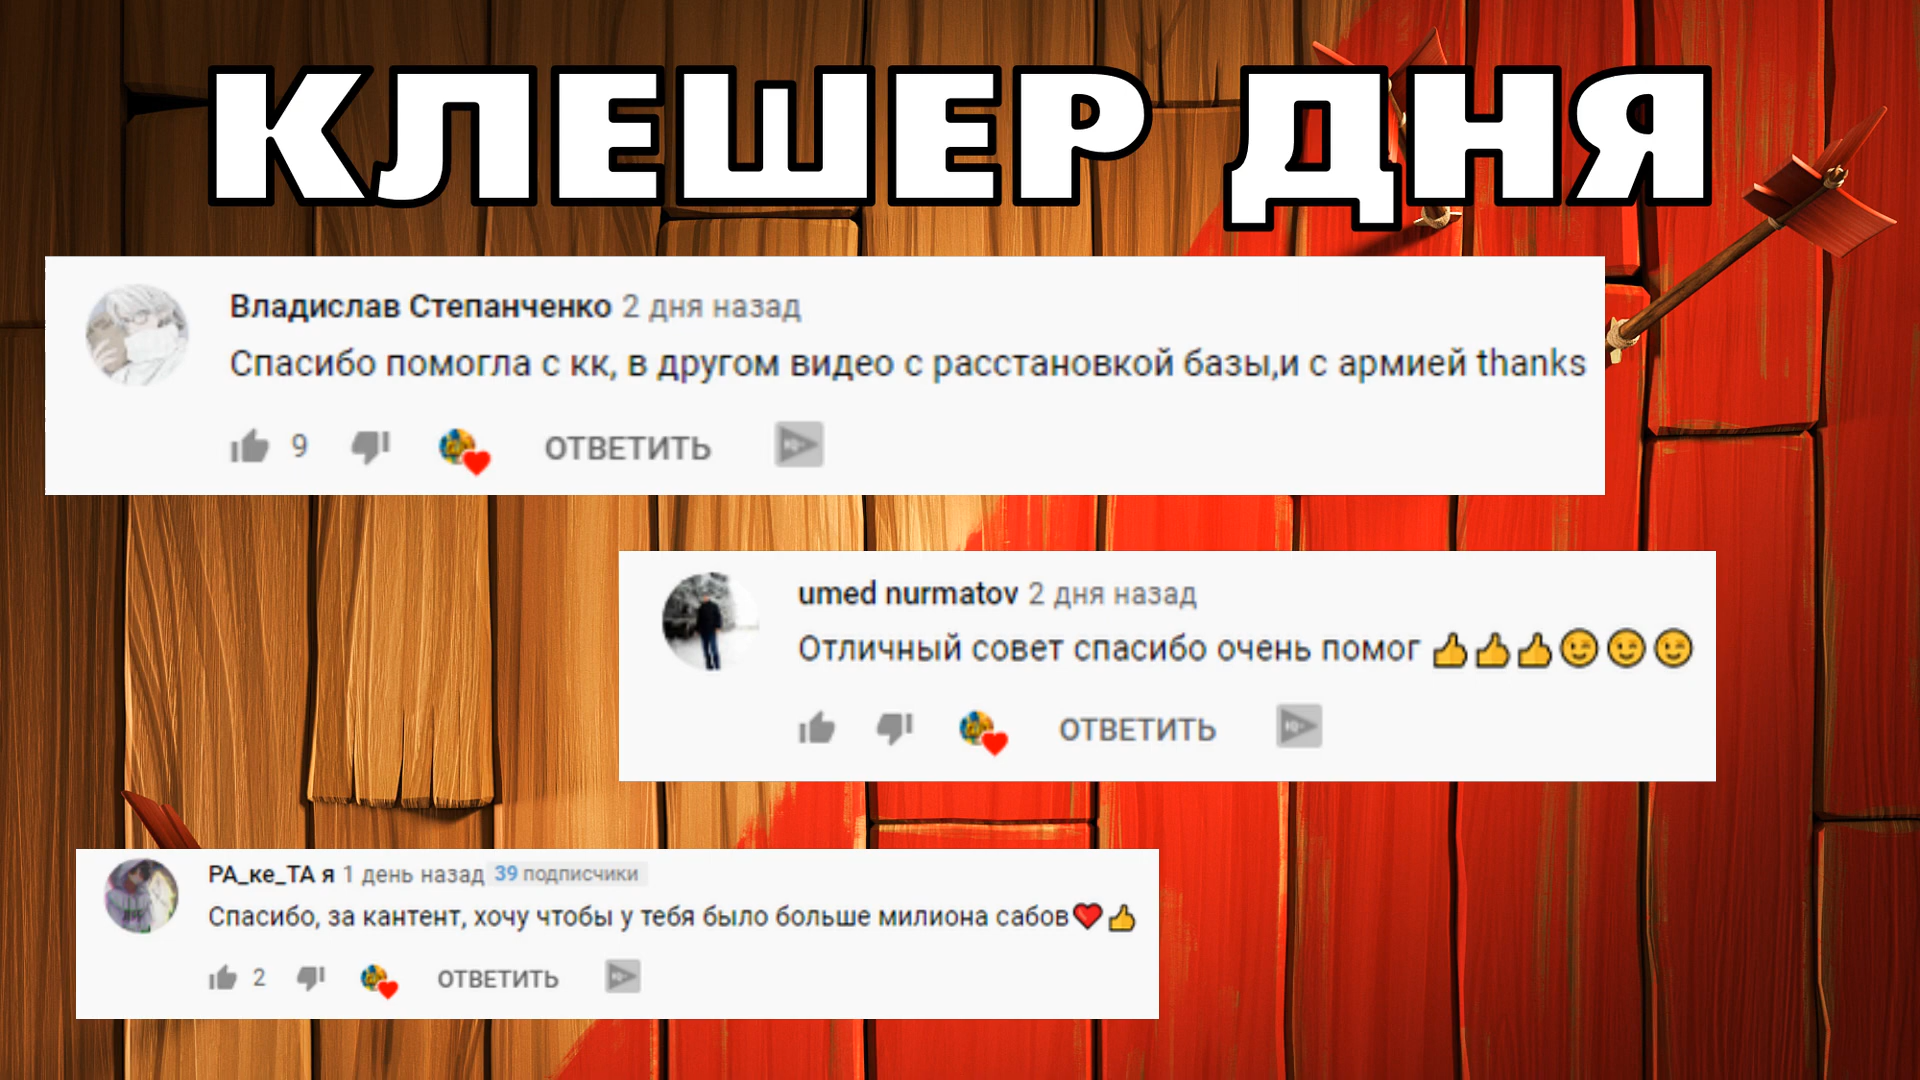 КЛЕШЕР ДНЯ
Владислав Степанченко 2 дня назад
Спасибо помогла с кк, в другом видео с расстановкой базы,и с армией thanks
9 ОТВЕТИТЬ
umed nurmatov 2 дня назад
Отличный совет спасибо очень помог 👍👍👍😉😉😉
ОТВЕТИТЬ
РА_ке_ТА я 1 день назад 39 подписчики
Спасибо, за кантент, хочу чтобы у тебя было больше милиона сабов❤👍
2 ОТВЕТИТЬ